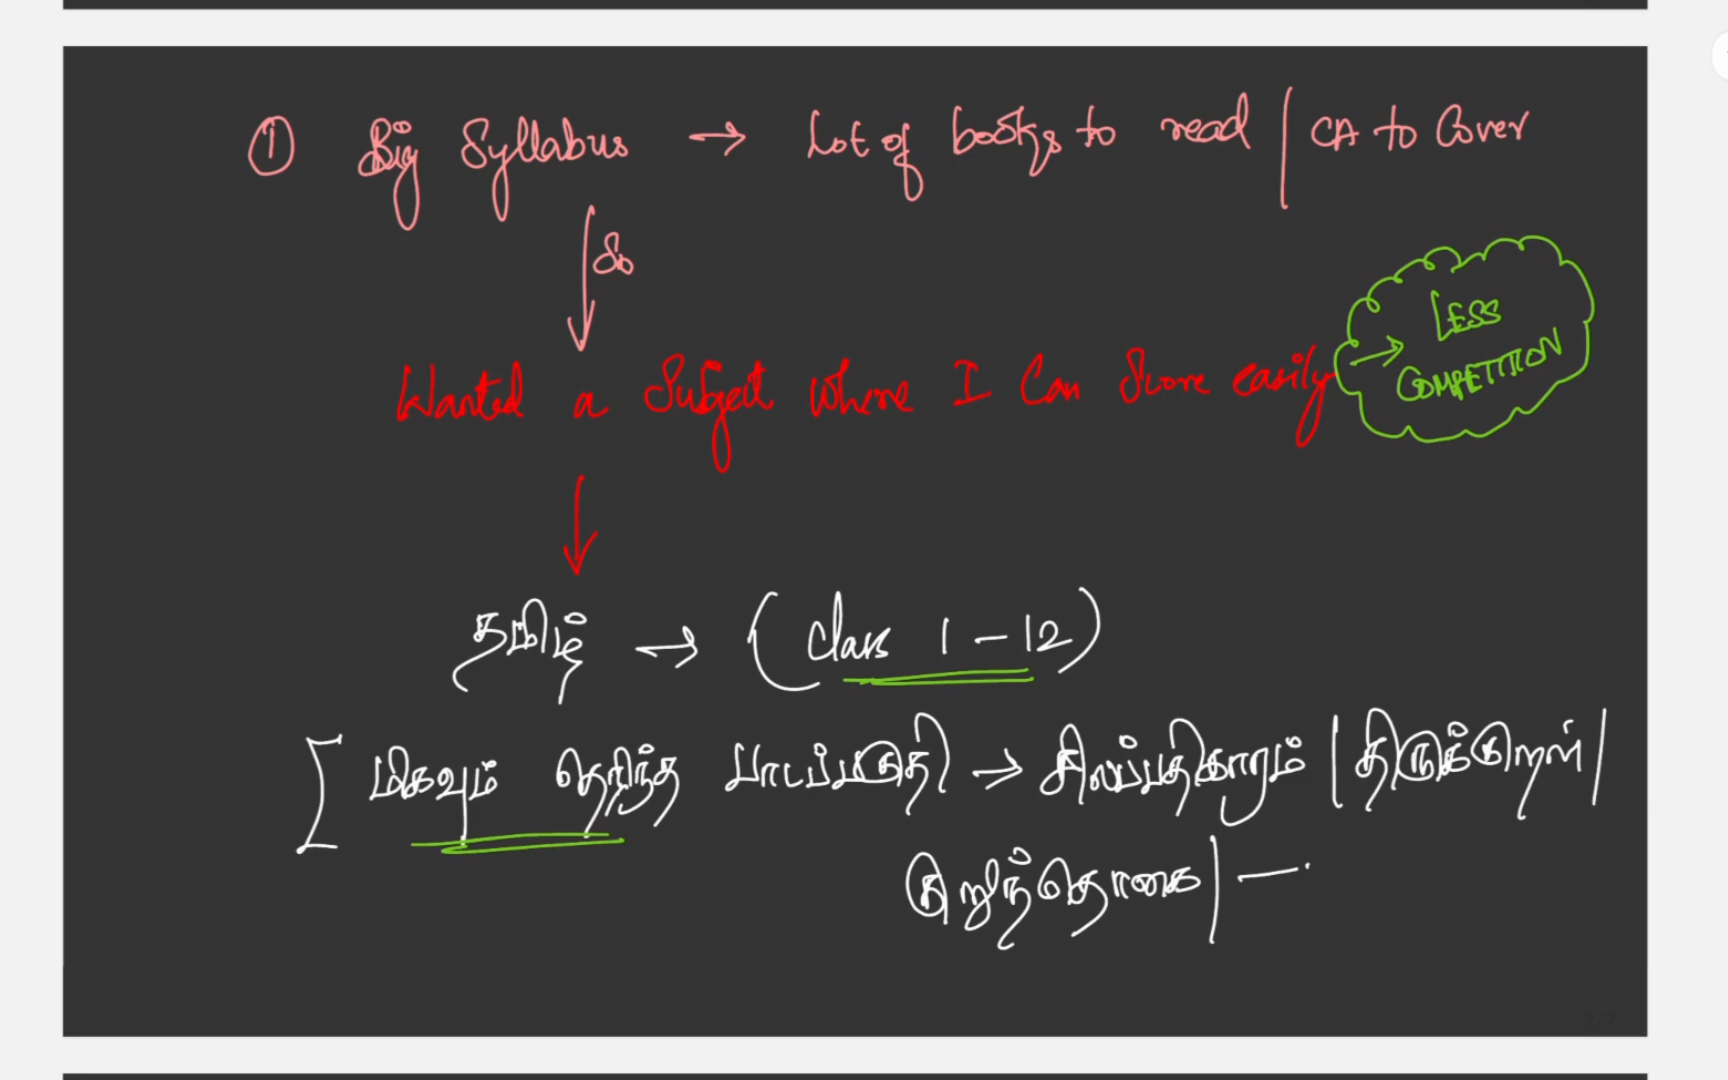 ① Big Syllabus → Lot of books to read | CA to Cover
So
Wanted a Subject where I Can Score easily → LESS COMPETITION
தமிழ் → (Class 1 - 12)
[ மிகவும் தெரிந்த பாடப்பகுதி → சிலப்பதிகாரம் | திருக்குறள் |
குறுந்தொகை | —.